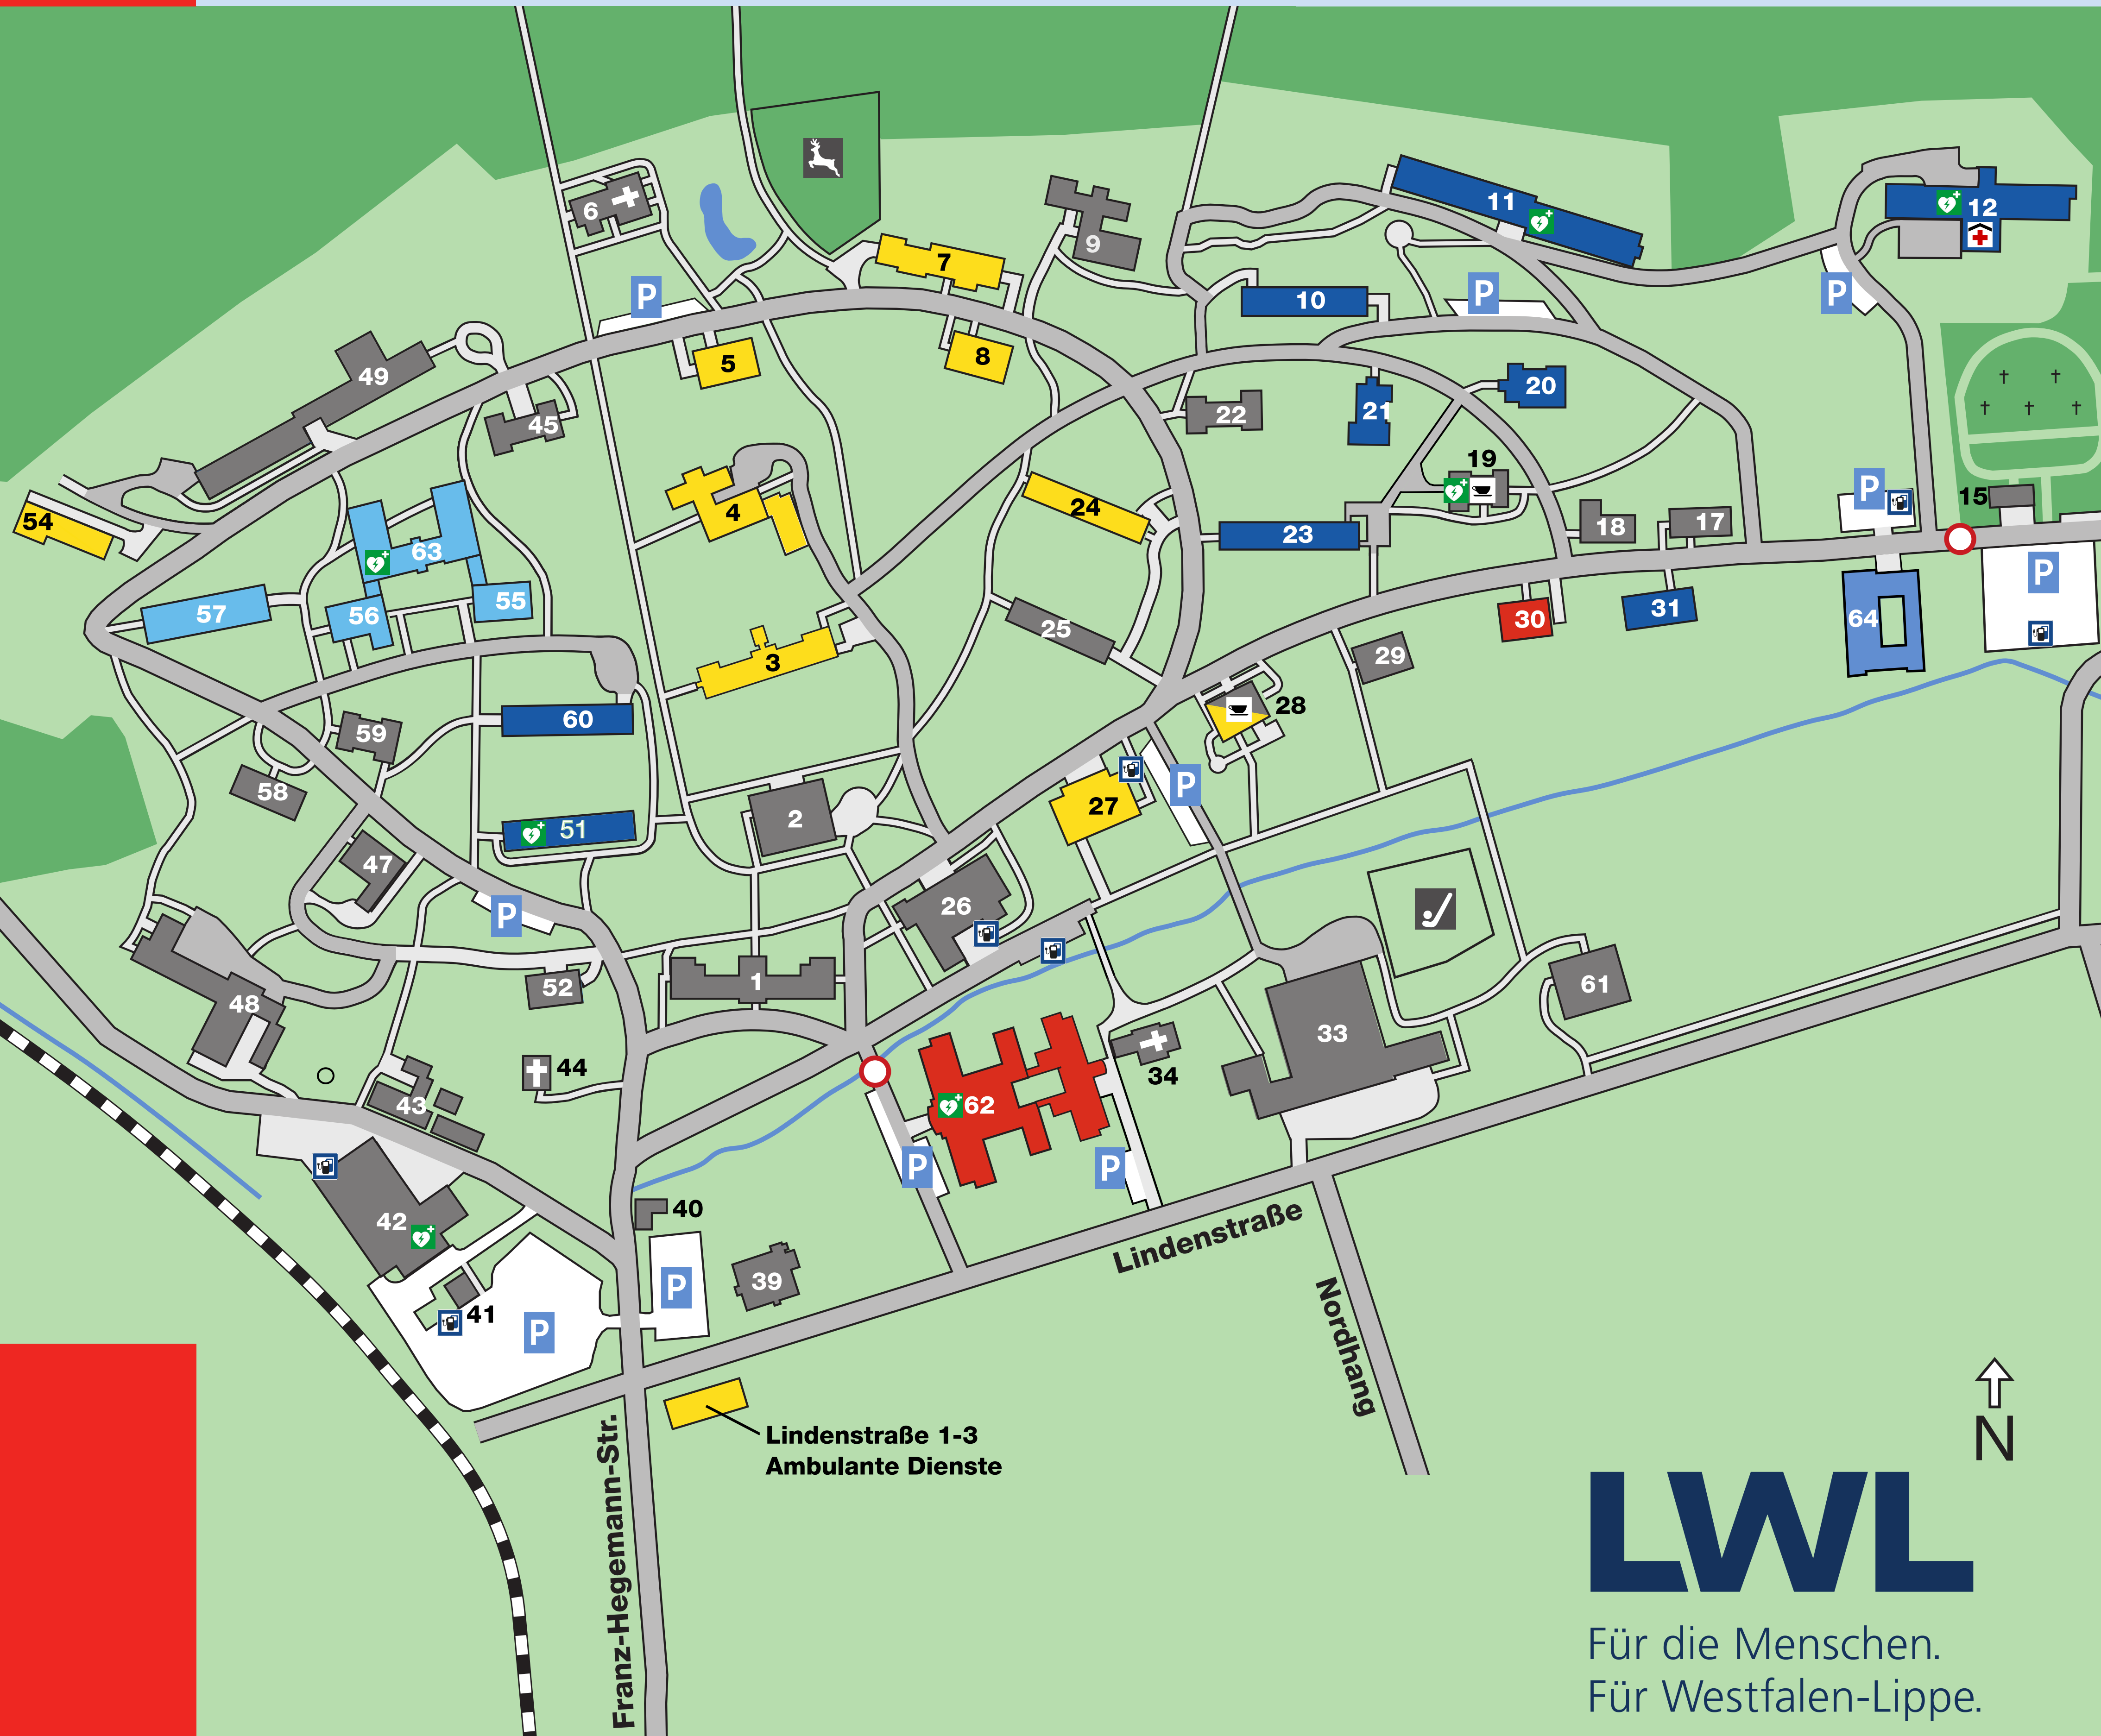 6
P
7
8
5
9
10
11
P
12
P
49
45
22
21
20
19
54
4
24
23
18
17
P
15
63
57
56
55
3
25
29
30
31
64
P
60
59
28
58
2
27
P
51
47
26
P
48
52
1
33
61
44
43
62
34
P
P
42
40
41
P
P
39
Lindenstraße
Nordhang
Franz-Hegemann-Str.
Lindenstraße 1-3
Ambulante Dienste
N
LWL
Für die Menschen.
Für Westfalen-Lippe.